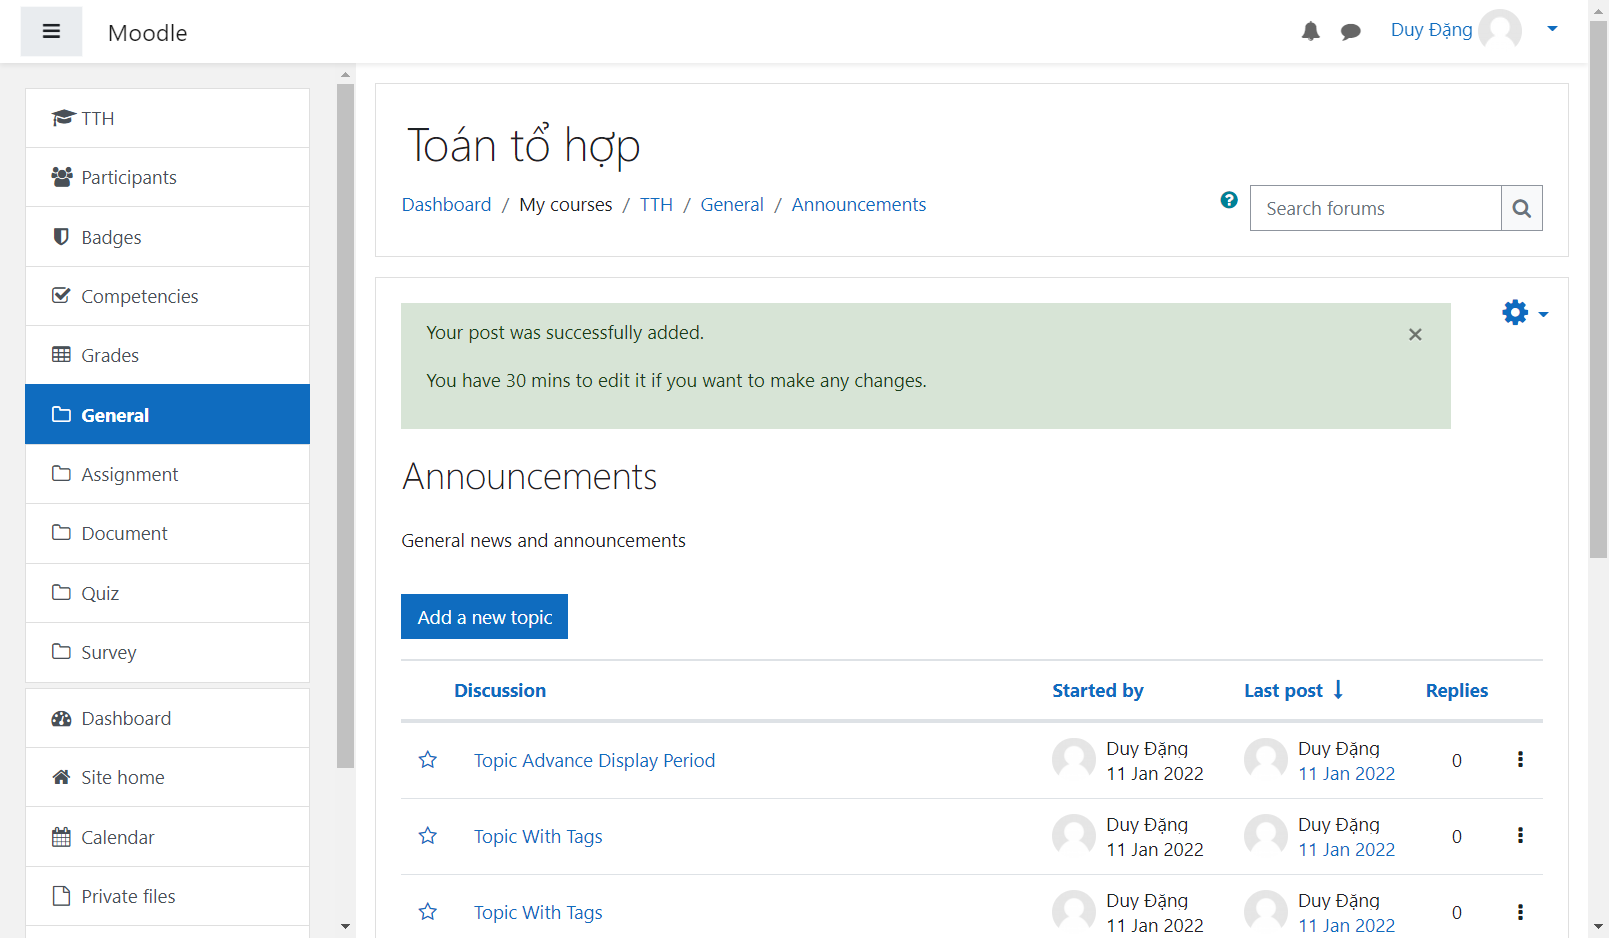 Moodle
Duy Đặng
TTH
Participants
Badges
Competencies
Grades
General
Assignment
Document
Quiz
Survey
Dashboard
Site home
Calendar
Private files
Toán tổ hợp
Dashboard / My courses / TTH / General / Announcements
Search forums
Your post was successfully added.
You have 30 mins to edit it if you want to make any changes.
Announcements
General news and announcements
Add a new topic
Discussion Started by Last post Replies
Topic Advance Display Period Duy Đặng Duy Đặng 0
11 Jan 2022 11 Jan 2022
Topic With Tags Duy Đặng Duy Đặng 0
11 Jan 2022 11 Jan 2022
Topic With Tags Duy Đặng Duy Đặng 0
11 Jan 2022 11 Jan 2022